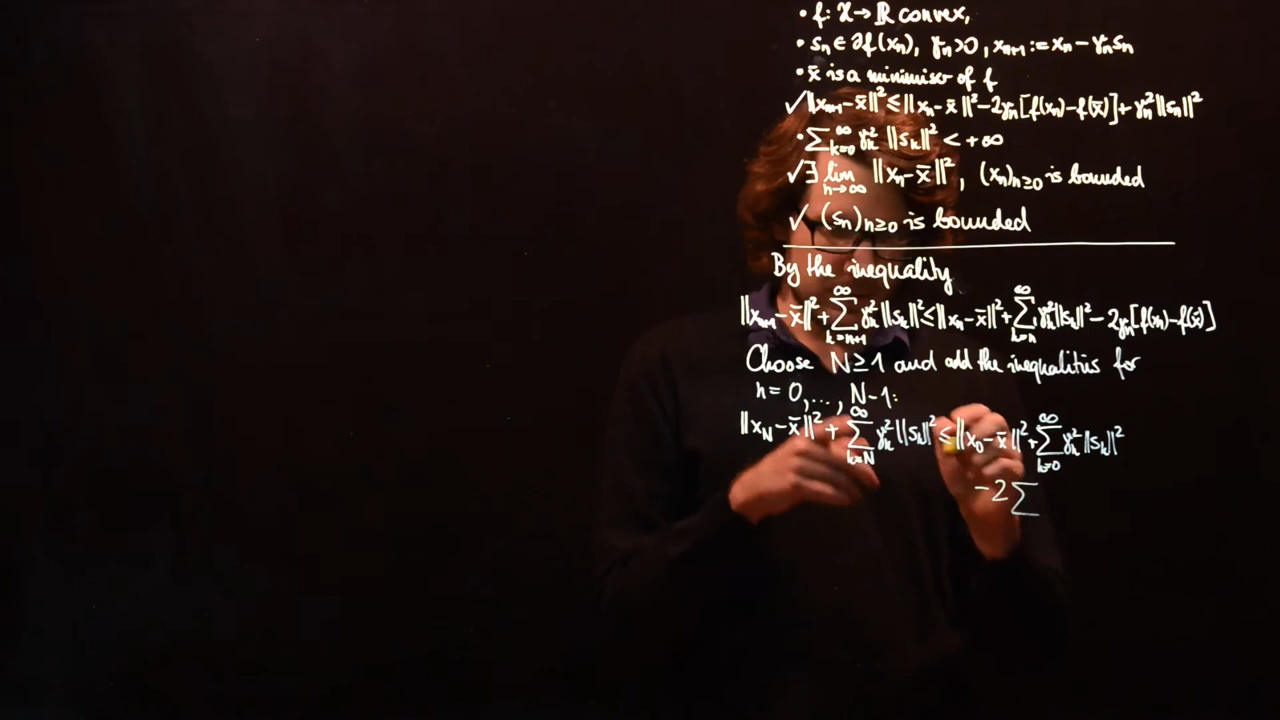 • f: X → ℝ convex,
• sₙ ∈ ∂f(xₙ), γₙ > 0, xₙ₊₁ := xₙ − γₙsₙ
• x̄ is a minimiser of f
✓ ||xₙ₊₁ − x̄||² ≤ ||xₙ − x̄||² − 2γₙ[f(xₙ) − f(x̄)] + γₙ²||sₙ||²
• ∑_{k=0}^{∞} γₖ² ||sₖ||² < +∞
✓ ∃ lim_{n→∞} ||xₙ − x̄||², (xₙ)ₙ≥₀ is bounded
✓ (sₙ)ₙ≥₀ is bounded
By the inequality
||xₙ₊₁ − x̄||² + ∑_{k=n+1}^{∞} γₖ²||sₖ||² ≤ ||xₙ − x̄||² + ∑_{k=n}^{∞} γₖ²||sₖ||² − 2γₙ[f(xₙ) − f(x̄)]
Choose N ≥ 1 and add the inequalities for
n = 0, ..., N−1:
||x_N − x̄||² + ∑_{k=N}^{∞} γₖ² ||sₖ||² ≤ ||x₀ − x̄||² + ∑_{k=0}^{∞} γₖ² ||sₖ||²
−2 ∑